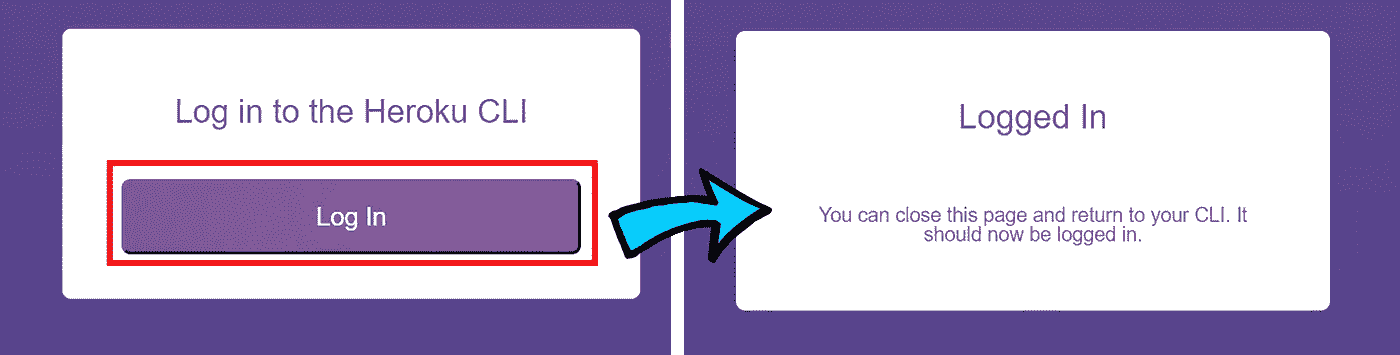 Log in to the Heroku CLI
Log In
Logged In
You can close this page and return to your CLI. It
should now be logged in.